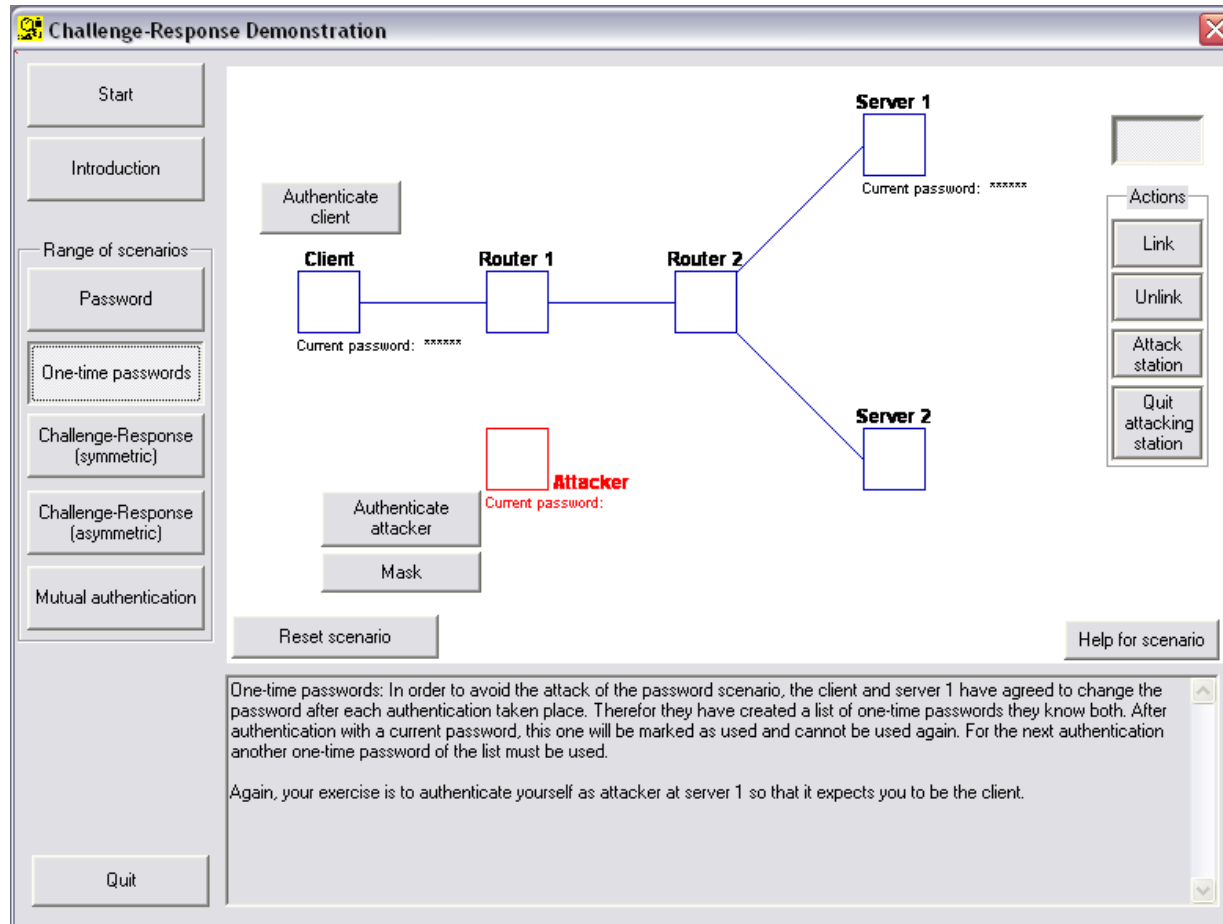 Challenge-Response Demonstration
Start
Introduction
Range of scenarios
Password
One-time passwords
Challenge-Response
(symmetric)
Challenge-Response
(asymmetric)
Mutual authentication
Quit
Authenticate
client
Client
Current password: ******
Router 1
Router 2
Server 1
Current password: ******
Server 2
Attacker
Current password:
Authenticate
attacker
Mask
Reset scenario
Help for scenario
Actions
Link
Unlink
Attack
station
Quit
attacking
station
One-time passwords: In order to avoid the attack of the password scenario, the client and server 1 have agreed to change the
password after each authentication taken place. Therefor they have created a list of one-time passwords they know both. After
authentication with a current password, this one will be marked as used and cannot be used again. For the next authentication
another one-time password of the list must be used.
Again, your exercise is to authenticate yourself as attacker at server 1 so that it expects you to be the client.